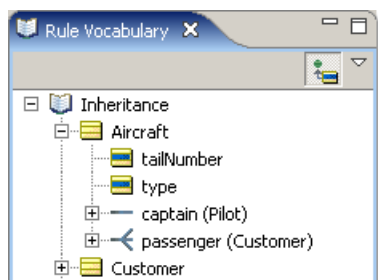 Rule Vocabulary
Inheritance
Aircraft
tailNumber
type
captain (Pilot)
passenger (Customer)
Customer